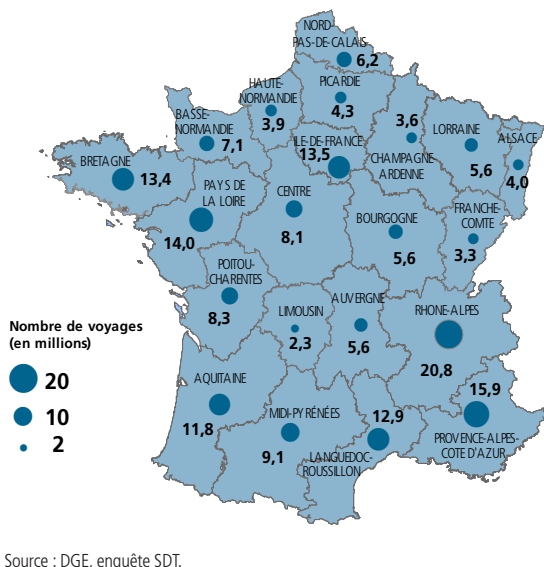 NORD-
PAS-DE-CALAIS
6,2
HAUTE-
NORMANDIE
3,9
PICARDIE
4,3
BASSE-
NORMANDIE
7,1
ILE-DE-FRANCE
13,5
3,6
CHAMPAGNE
ARDENNE
LORRAINE
5,6
ALSACE
4,0
BRETAGNE
13,4
PAYS DE
LA LOIRE
14,0
CENTRE
8,1
BOURGOGNE
5,6
FRANCHE-
COMTE
3,3
POITOU-
CHARENTES
8,3
LIMOUSIN
2,3
AUVERGNE
5,6
RHONE-ALPES
20,8
Nombre de voyages
(en millions)
20
10
2
AQUITAINE
11,8
MIDI-PYRÉNÉES
9,1
12,9
LANGUEDOC-
ROUSSILLON
15,9
PROVENCE-ALPES-
COTE D'AZUR
Source : DGE. enquête SDT.